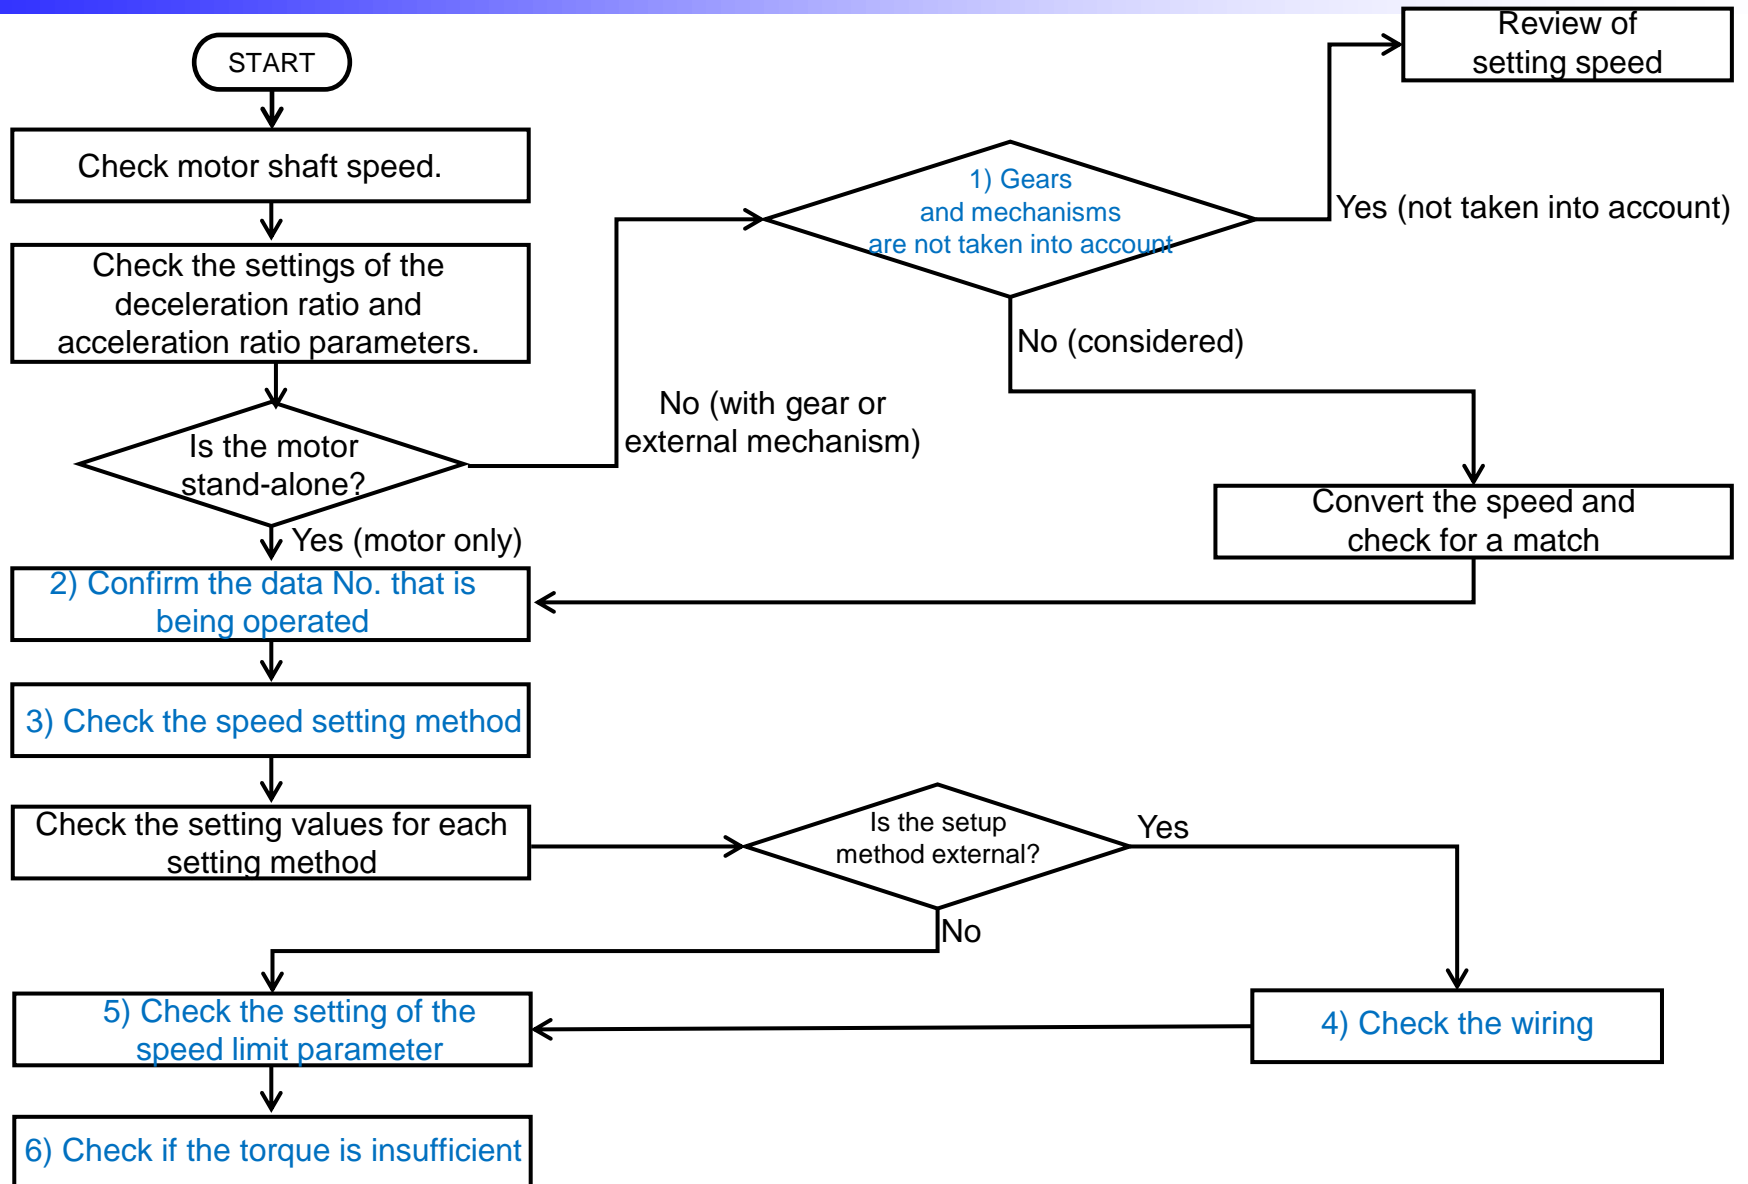 START
Check motor shaft speed.
Check the settings of the
deceleration ratio and
acceleration ratio parameters.
Is the motor
stand-alone?
No (with gear or
external mechanism)
Yes (motor only)
1) Gears
and mechanisms
are not taken into account
Yes (not taken into account)
Review of
setting speed
No (considered)
Convert the speed and
check for a match
2) Confirm the data No. that is
being operated
3) Check the speed setting method
Check the setting values for each
setting method
Is the setup
method external?
Yes
No
4) Check the wiring
5) Check the setting of the
speed limit parameter
6) Check if the torque is insufficient